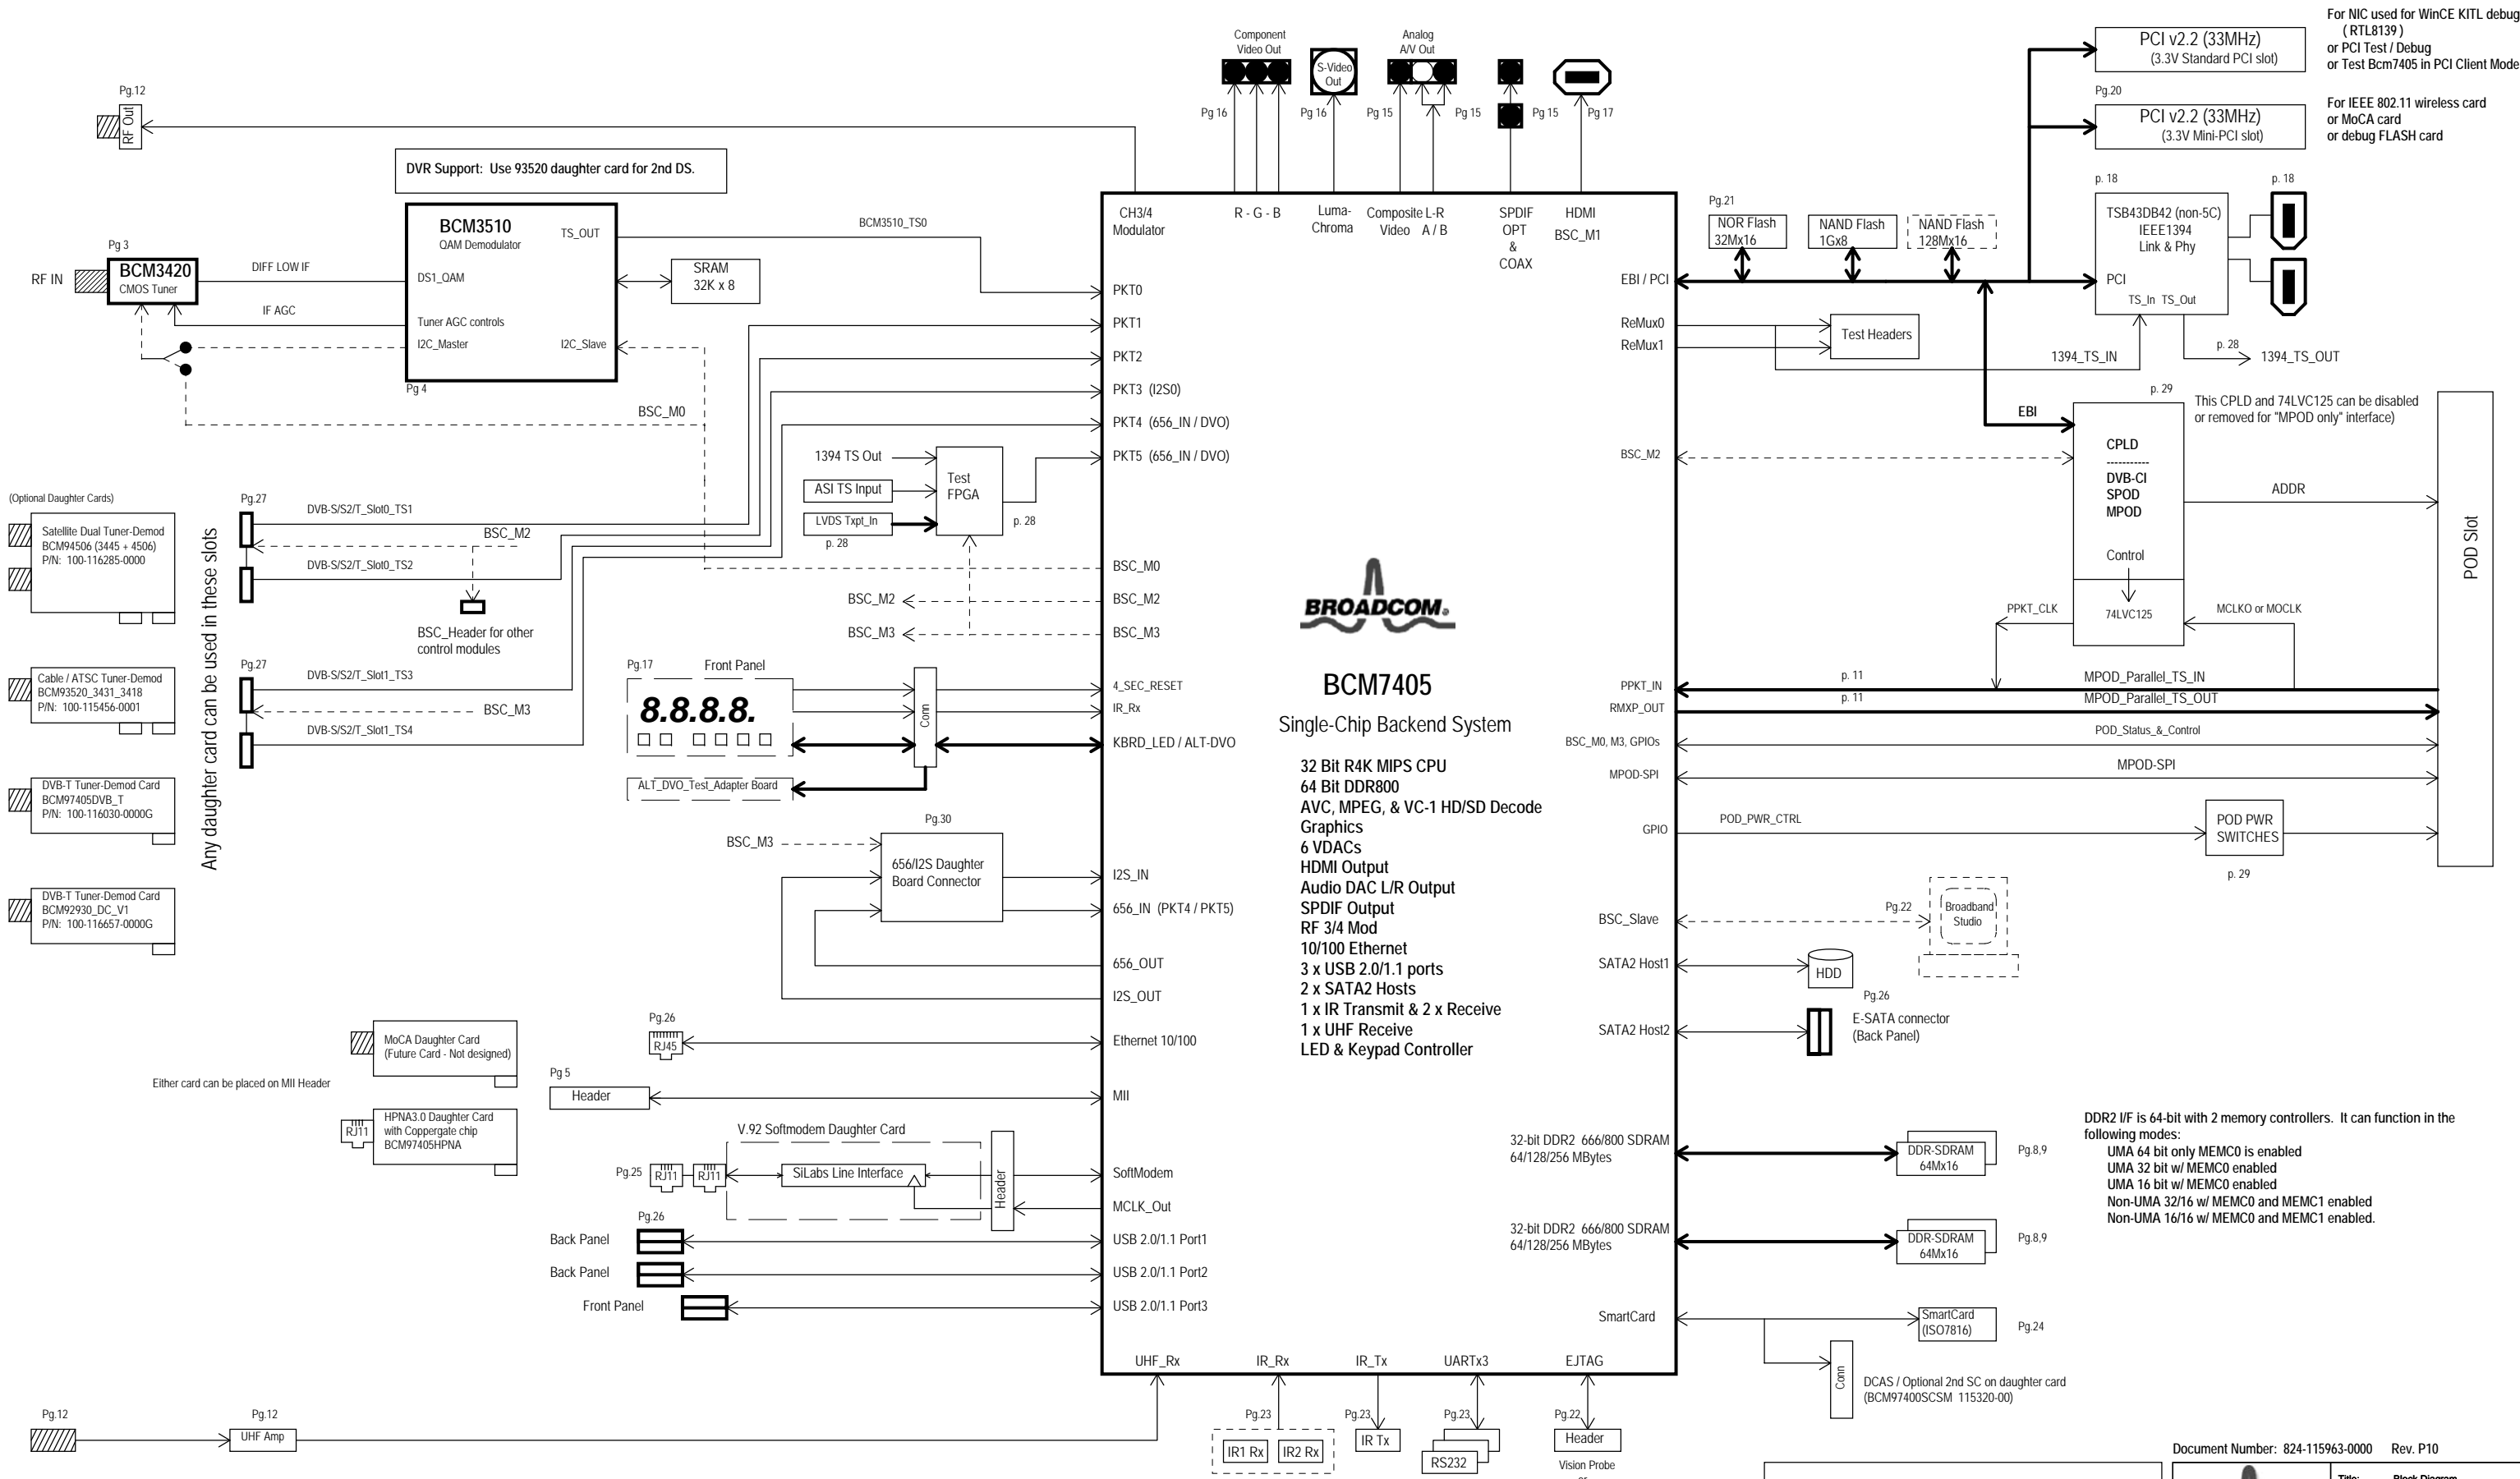 For NIC used for WinCE KITL debug
( RTL8139 )
or PCI Test / Debug
or Test Bcm7405 in PCI Client Mode
PCI v2.2 (33MHz)
(3.3V Standard PCI slot)
Pg.20
PCI v2.2 (33MHz)
(3.3V Mini-PCI slot)
For IEEE 802.11 wireless card
or MoCA card
or debug FLASH card
Component
Video Out
S-Video
Out
Analog
A/V Out
Pg 16
Pg 16
Pg 15
Pg 15
Pg 15
Pg 17
Pg.12
RF Out
DVR Support: Use 93520 daughter card for 2nd DS.
BCM3510
QAM Demodulator
TS_OUT
DS1_QAM
Tuner AGC controls
I2C_Master
I2C_Slave
Pg 4
BCM3510_TS0
SRAM
32K x 8
Pg 3
RF IN
BCM3420
CMOS Tuner
DIFF LOW IF
IF AGC
BSC_M0
CH3/4
Modulator
R - G - B
Luma-
Chroma
Composite
Video
L-R
A / B
SPDIF
OPT
&
COAX
HDMI
BSC_M1
PKT0
PKT1
PKT2
PKT3 (I2S0)
PKT4 (656_IN / DVO)
PKT5 (656_IN / DVO)
EBI / PCI
ReMux0
ReMux1
BSC_M2
Pg.21
NOR Flash
32Mx16
NAND Flash
1Gx8
NAND Flash
128Mx16
Test Headers
p. 18
p. 18
TSB43DB42 (non-5C)
IEEE1394
Link & Phy
PCI
TS_In TS_Out
1394_TS_IN
p. 28
1394_TS_OUT
p. 29
This CPLD and 74LVC125 can be disabled
or removed for "MPOD only" interface)
EBI
CPLD
-----------
DVB-CI
SPOD
MPOD
Control
74LVC125
ADDR
PPKT_CLK
MCLKO or MOCLK
POD Slot
1394 TS Out
ASI TS Input
LVDS Txpt_In
p. 28
Test
FPGA
p. 28
(Optional Daughter Cards)
Satellite Dual Tuner-Demod
BCM94506 (3445 + 4506)
P/N: 100-116285-0000
Cable / ATSC Tuner-Demod
BCM93520_3431_3418
P/N: 100-115456-0001
DVB-T Tuner-Demod Card
BCM97405DVB_T
P/N: 100-116030-0000G
DVB-T Tuner-Demod Card
BCM92930_DC_V1
P/N: 100-116657-0000G
Any daughter card can be used in these slots
Pg.27
DVB-S/S2/T_Slot0_TS1
BSC_M2
DVB-S/S2/T_Slot0_TS2
BSC_Header for other
control modules
Pg.27
DVB-S/S2/T_Slot1_TS3
BSC_M3
DVB-S/S2/T_Slot1_TS4
BSC_M0
BSC_M2
BSC_M2
BSC_M3
BSC_M3
Pg.17
Front Panel
8.8.8.8.
Conn
4_SEC_RESET
IR_Rx
KBRD_LED / ALT-DVO
ALT_DVO_Test_Adapter Board
BROADCOM®
BCM7405
Single-Chip Backend System
32 Bit R4K MIPS CPU
64 Bit DDR800
AVC, MPEG, & VC-1 HD/SD Decode
Graphics
6 VDACs
HDMI Output
Audio DAC L/R Output
SPDIF Output
RF 3/4 Mod
10/100 Ethernet
3 x USB 2.0/1.1 ports
2 x SATA2 Hosts
1 x IR Transmit & 2 x Receive
1 x UHF Receive
LED & Keypad Controller
PPKT_IN
RMXP_OUT
BSC_M0, M3, GPIOs
MPOD-SPI
GPIO
p. 11
MPOD_Parallel_TS_IN
p. 11
MPOD_Parallel_TS_OUT
POD_Status_&_Control
MPOD-SPI
POD_PWR_CTRL
POD PWR
SWITCHES
p. 29
Pg.30
BSC_M3
656/I2S Daughter
Board Connector
I2S_IN
656_IN (PKT4 / PKT5)
656_OUT
I2S_OUT
BSC_Slave
Pg.22
Broadband
Studio
SATA2 Host1
HDD
Pg.26
SATA2 Host2
E-SATA connector
(Back Panel)
MoCA Daughter Card
(Future Card - Not designed)
Either card can be placed on MII Header
HPNA3.0 Daughter Card
with Coppergate chip
BCM97405HPNA
RJ11
Pg.26
RJ45
Ethernet 10/100
Pg 5
Header
MII
V.92 Softmodem Daughter Card
Pg.25
RJ11
RJ11
SiLabs Line Interface
Header
SoftModem
MCLK_Out
Pg.26
Back Panel
USB 2.0/1.1 Port1
Back Panel
USB 2.0/1.1 Port2
Front Panel
USB 2.0/1.1 Port3
32-bit DDR2 666/800 SDRAM
64/128/256 MBytes
DDR-SDRAM
64Mx16
Pg.8,9
32-bit DDR2 666/800 SDRAM
64/128/256 MBytes
DDR-SDRAM
64Mx16
Pg.8,9
DDR2 I/F is 64-bit with 2 memory controllers. It can function in the
following modes:
UMA 64 bit only MEMC0 is enabled
UMA 32 bit w/ MEMC0 enabled
UMA 16 bit w/ MEMC0 enabled
Non-UMA 32/16 w/ MEMC0 and MEMC1 enabled
Non-UMA 16/16 w/ MEMC0 and MEMC1 enabled.
SmartCard
SmartCard
(ISO7816)
Pg.24
Conn
DCAS / Optional 2nd SC on daughter card
(BCM97400SCSM 115320-00)
UHF_Rx
IR_Rx
IR_Tx
UARTx3
EJTAG
Pg.12
Pg.12
UHF Amp
Pg.23
IR1 Rx
IR2 Rx
Pg.23
IR Tx
Pg.23
RS232
Pg.22
Header
Vision Probe
Document Number: 824-115963-0000 Rev. P10
Title: Block Diagram